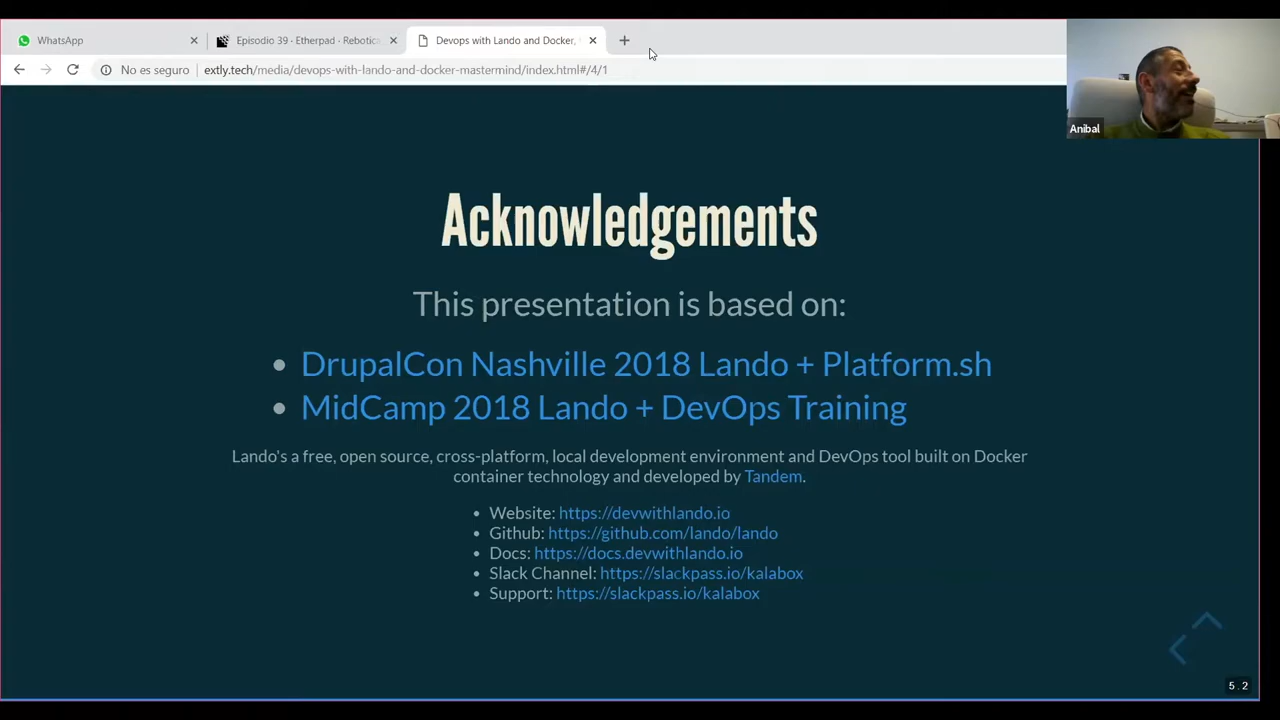 WhatsApp
Episodio 39 - Etherpad - Robotica
Devops with Lando and Docker,
No es seguro
extly.tech/media/devops-with-lando-and-docker-mastermind/index.html#/4/1
Anibal
Acknowledgements
This presentation is based on:
DrupalCon Nashville 2018 Lando + Platform.sh
MidCamp 2018 Lando + DevOps Training
Lando's a free, open source, cross-platform, local development environment and DevOps tool built on Docker
container technology and developed by Tandem.
Website: https://devwithlando.io
Github: https://github.com/lando/lando
Docs: https://docs.devwithlando.io
Slack Channel: https://slackpass.io/kalabox
Support: https://slackpass.io/kalabox
5.2